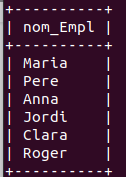 +-----------+
| nom_Empl |
+-----------+
| Maria |
| Pere |
| Anna |
| Jordi |
| Clara |
| Roger |
+-----------+